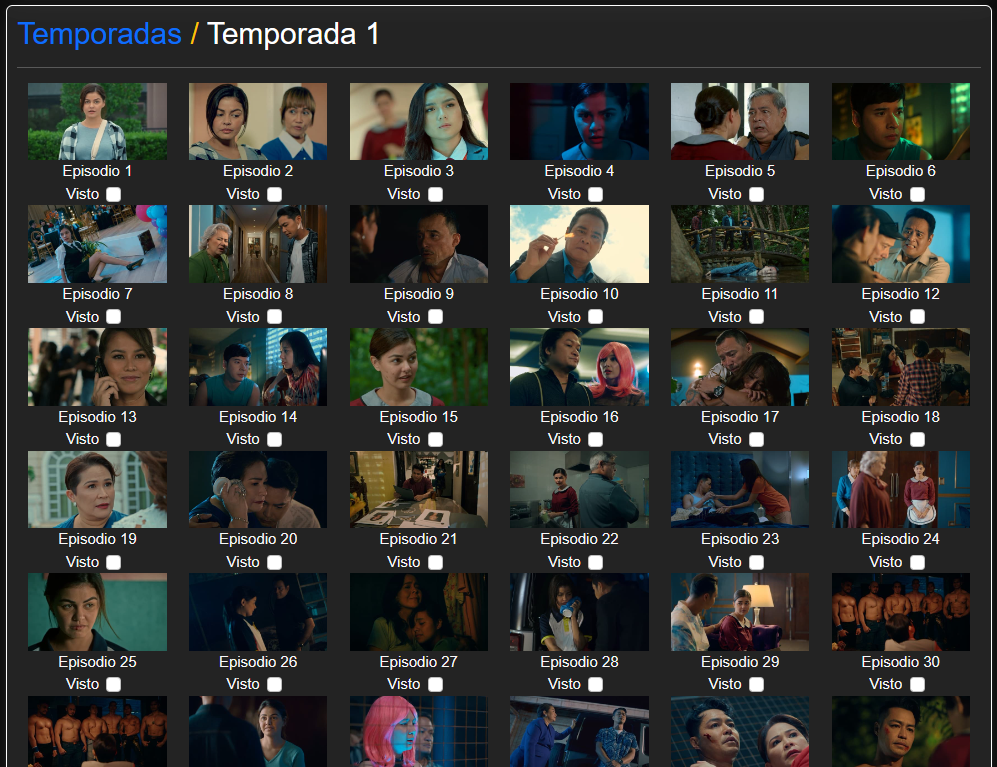 Temporadas / Temporada 1
Episodio 1 Episodio 2 Episodio 3 Episodio 4 Episodio 5 Episodio 6
Visto Visto Visto Visto Visto Visto
Episodio 7 Episodio 8 Episodio 9 Episodio 10 Episodio 11 Episodio 12
Visto Visto Visto Visto Visto Visto
Episodio 13 Episodio 14 Episodio 15 Episodio 16 Episodio 17 Episodio 18
Visto Visto Visto Visto Visto Visto
Episodio 19 Episodio 20 Episodio 21 Episodio 22 Episodio 23 Episodio 24
Visto Visto Visto Visto Visto Visto
Episodio 25 Episodio 26 Episodio 27 Episodio 28 Episodio 29 Episodio 30
Visto Visto Visto Visto Visto Visto